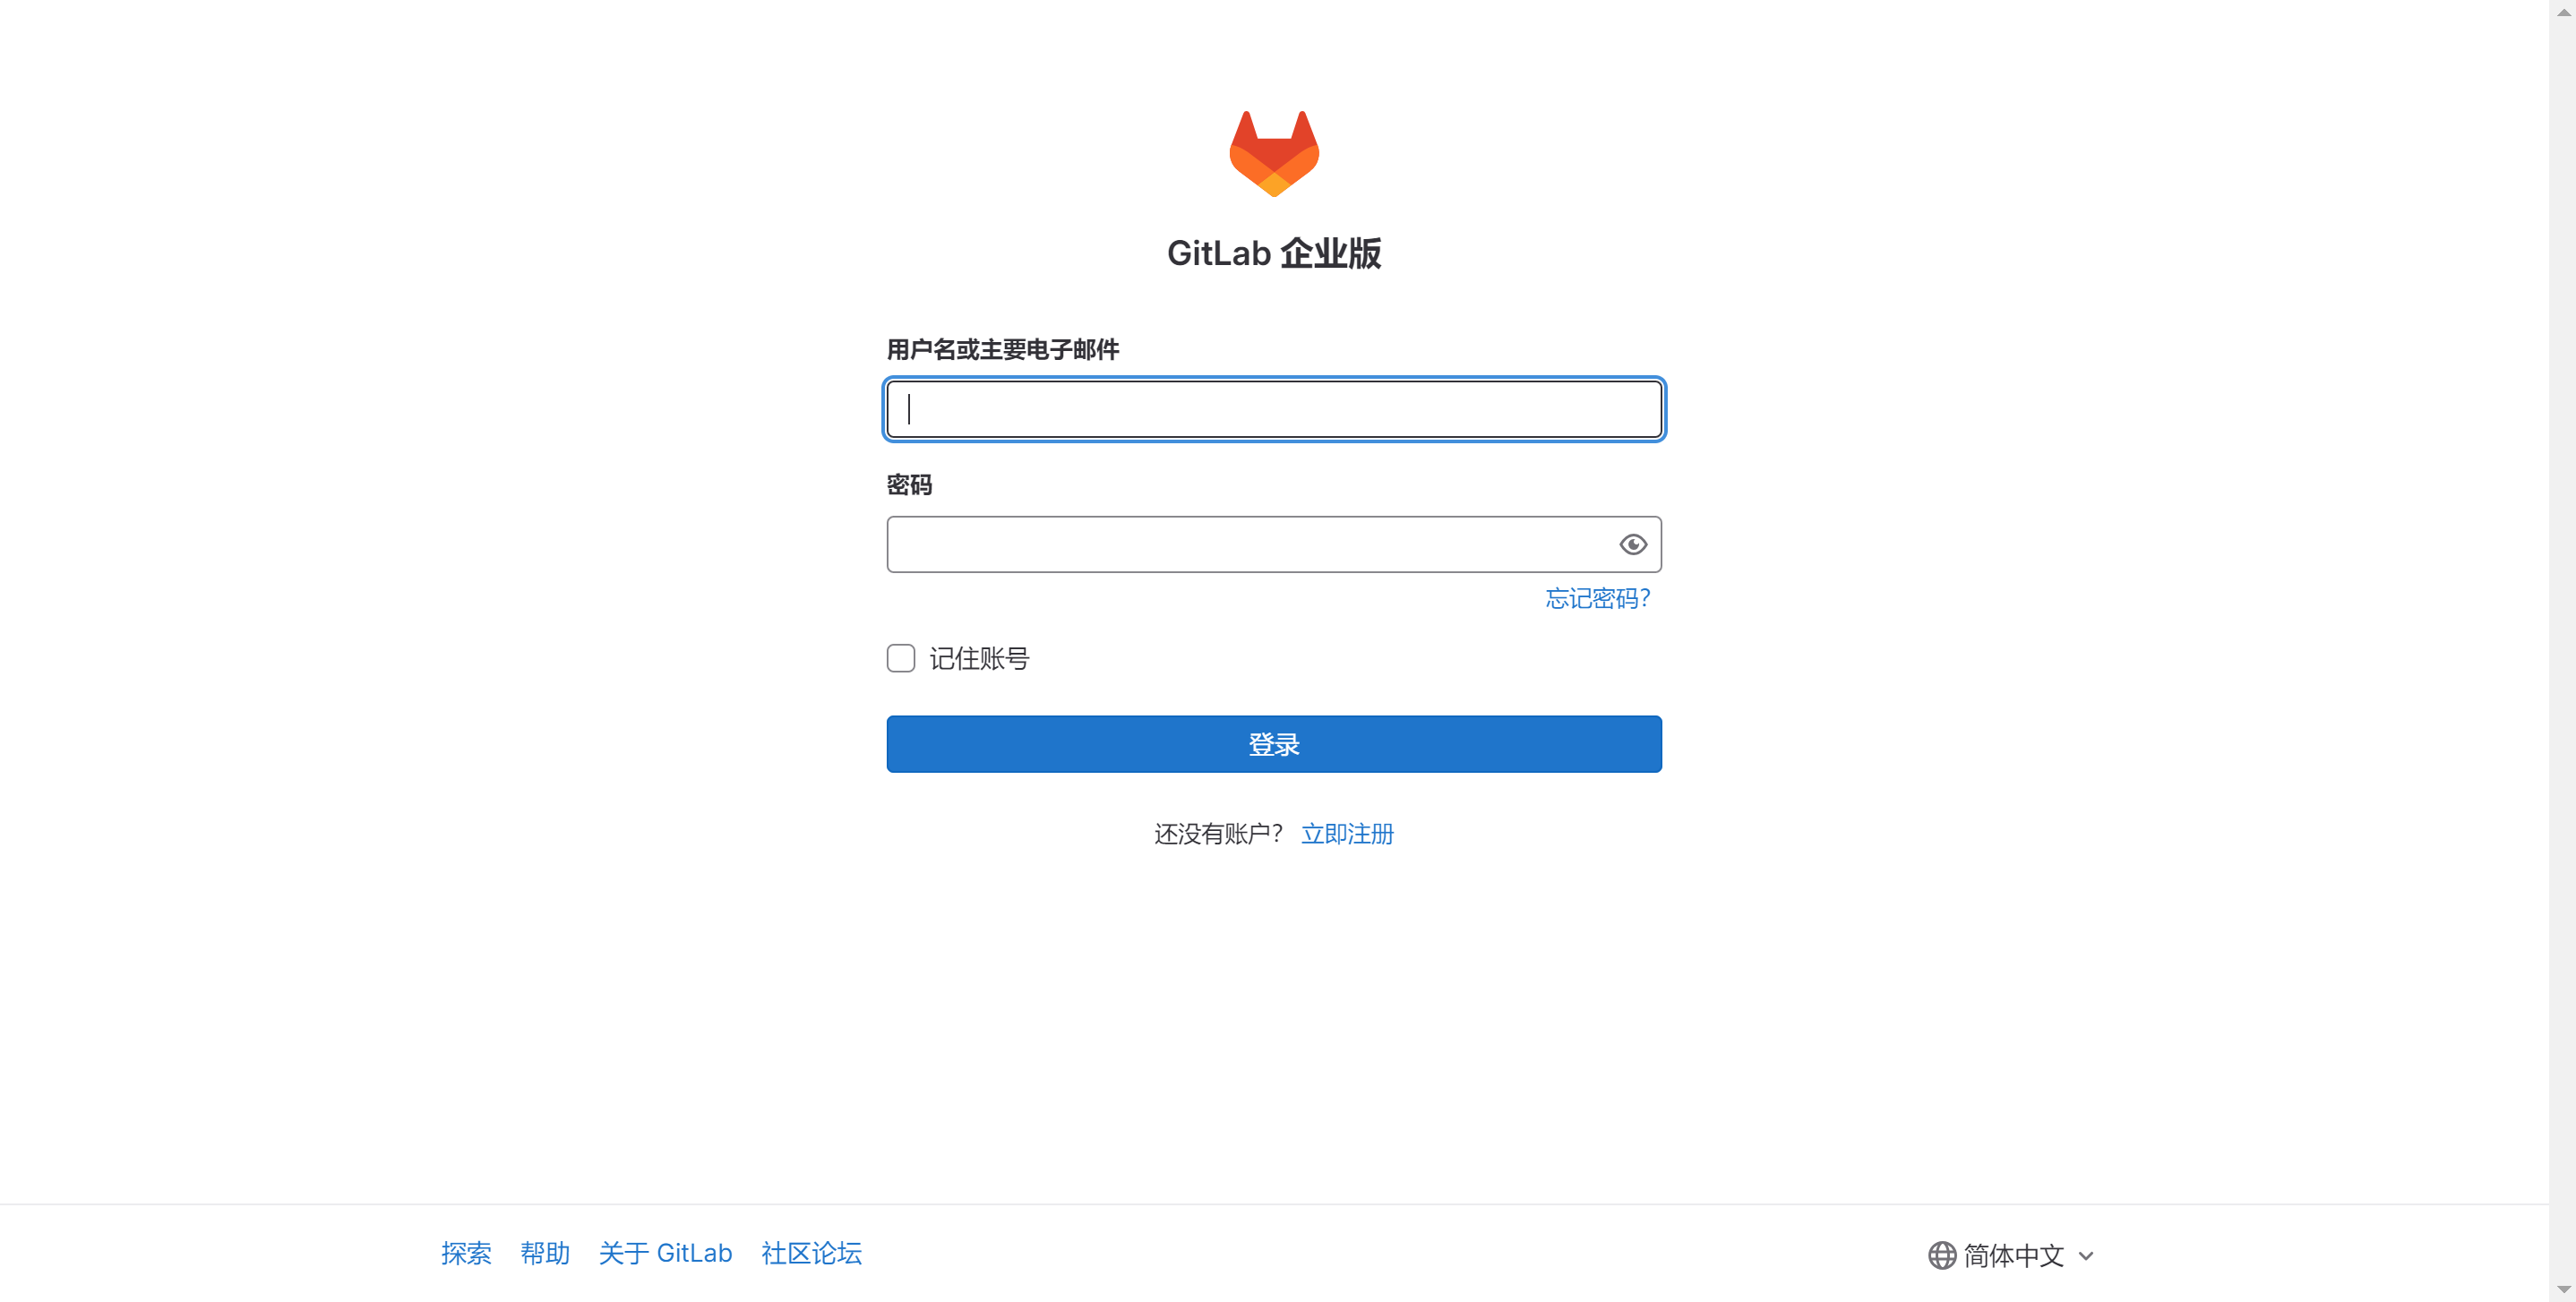 GitLab 企业版
用户名或主要电子邮件
密码
忘记密码？
记住账号
登录
还没有账户？ 立即注册
探索 帮助 关于 GitLab 社区论坛 简体中文